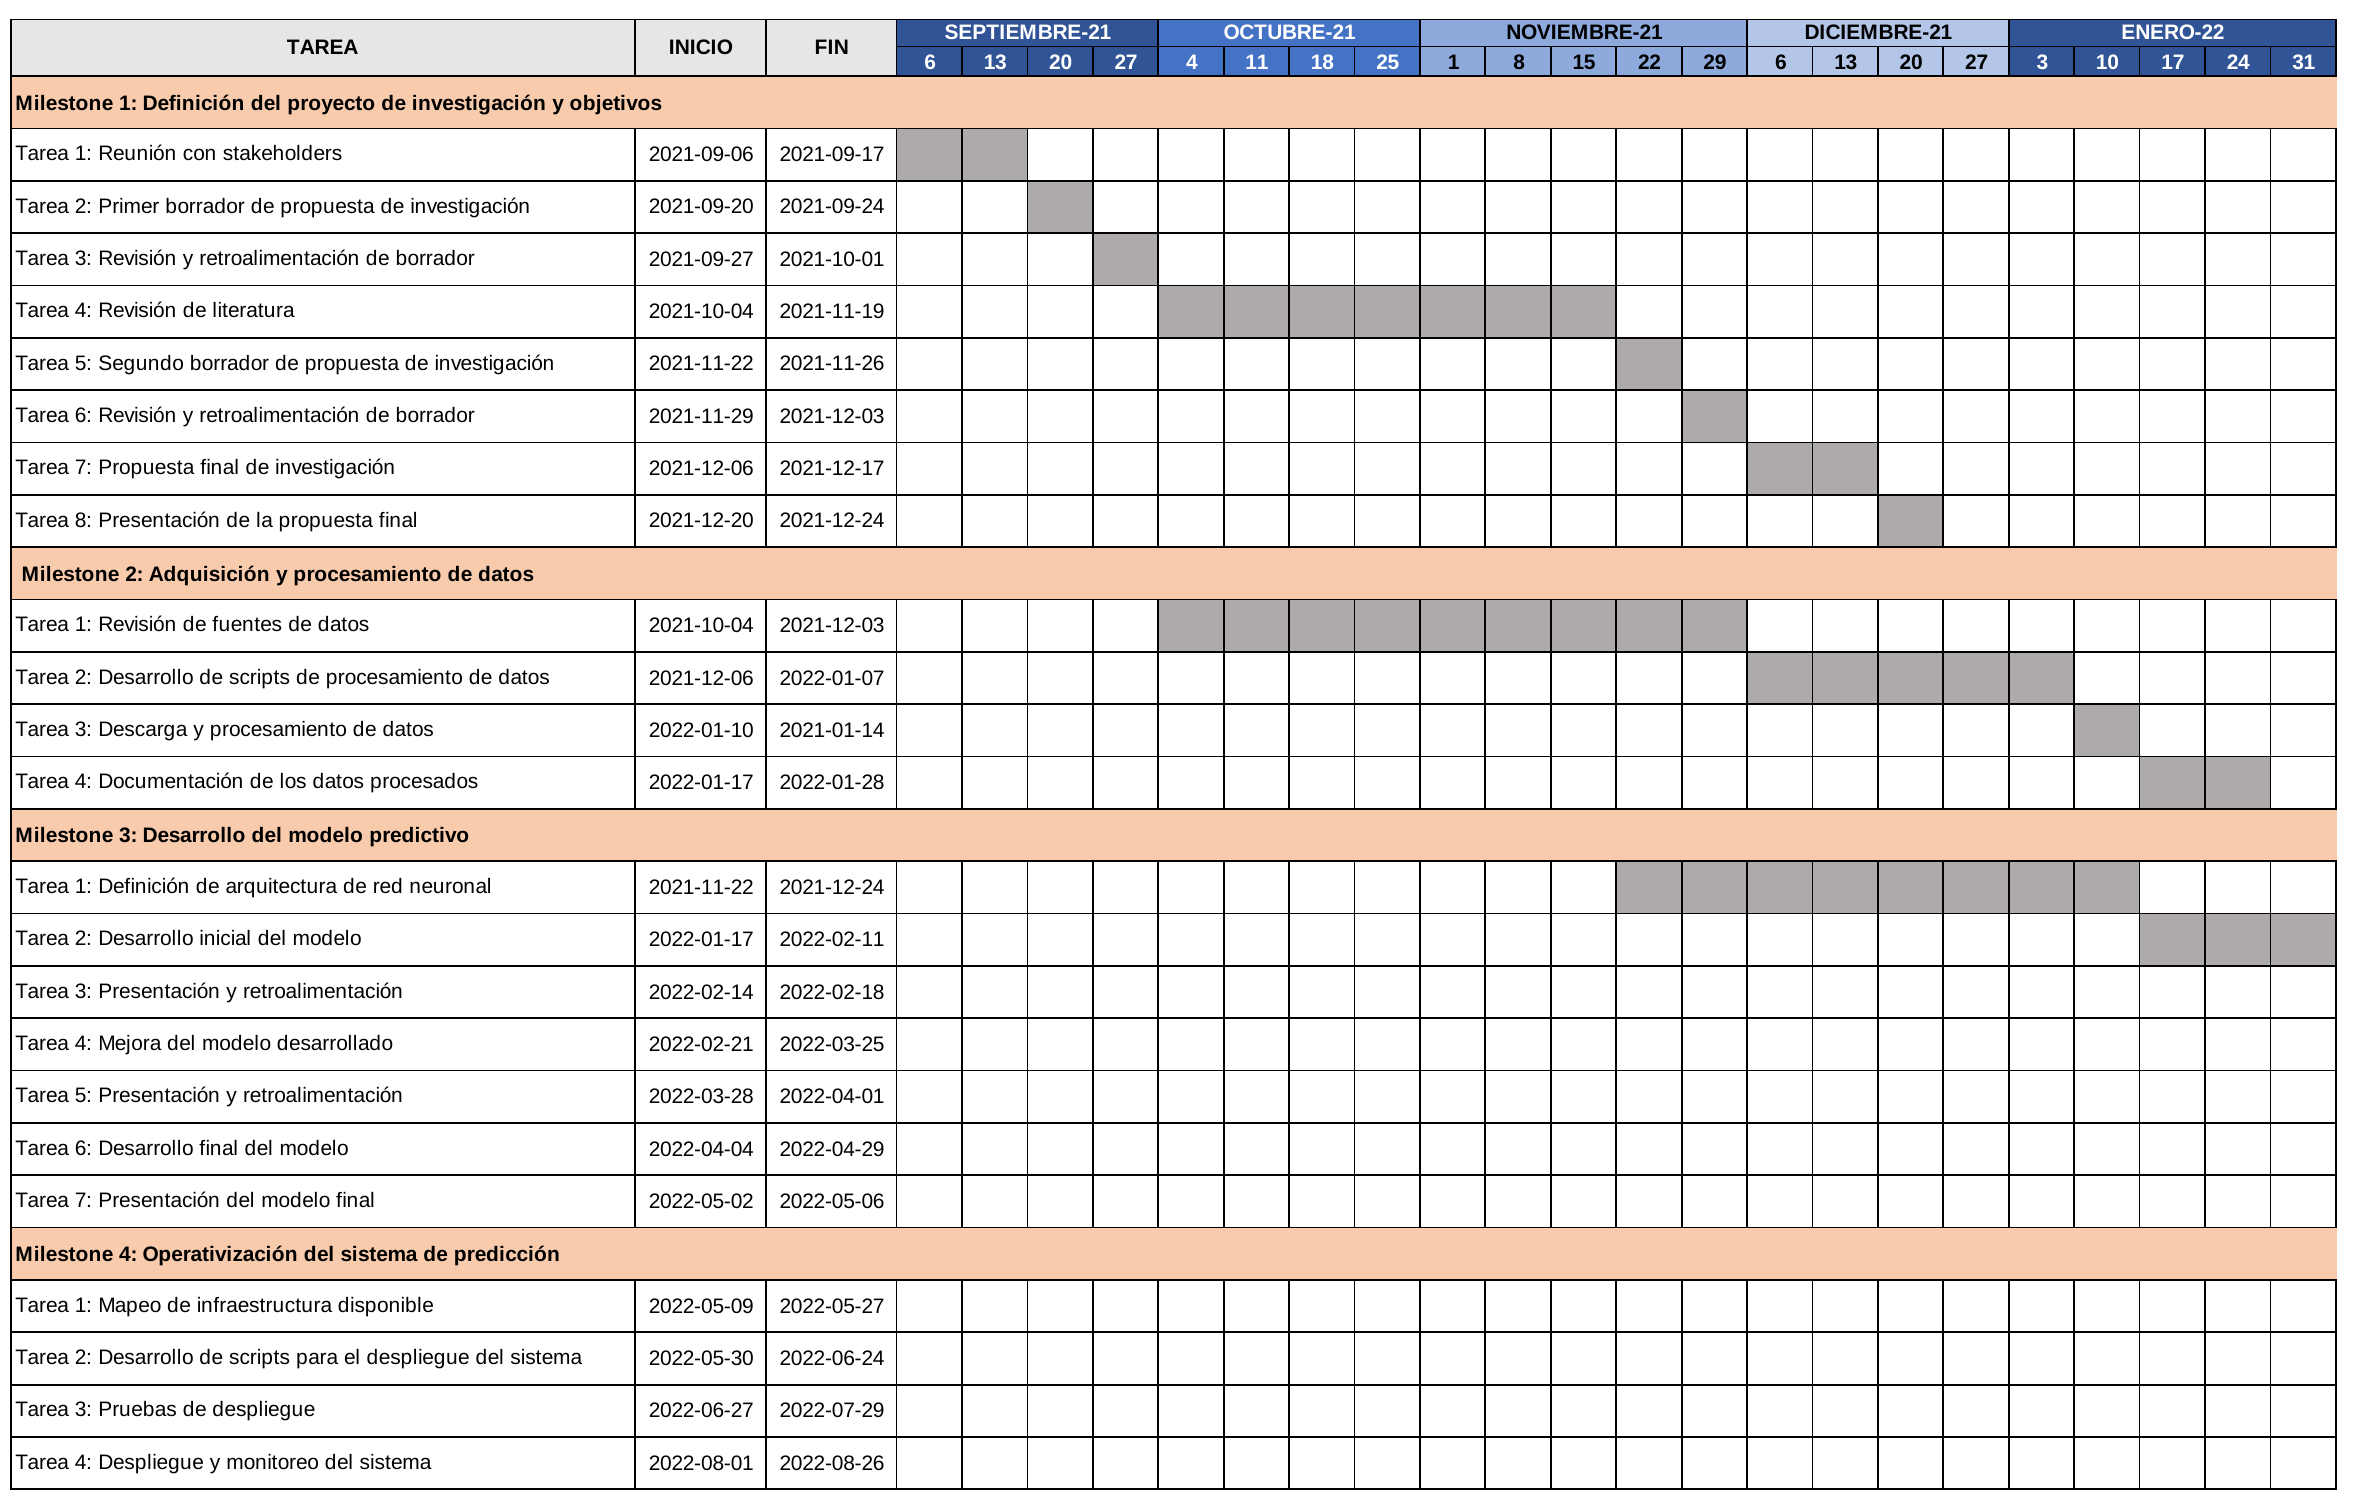 TAREA INICIO FIN SEPTIEMBRE-21 OCTUBRE-21 NOVIEMBRE-21 DICIEMBRE-21 ENERO-22
6 13 20 27 4 11 18 25 1 8 15 22 29 6 13 20 27 3 10 17 24 31
Milestone 1: Definición del proyecto de investigación y objetivos
Tarea 1: Reunión con stakeholders 2021-09-06 2021-09-17
Tarea 2: Primer borrador de propuesta de investigación 2021-09-20 2021-09-24
Tarea 3: Revisión y retroalimentación de borrador 2021-09-27 2021-10-01
Tarea 4: Revisión de literatura 2021-10-04 2021-11-19
Tarea 5: Segundo borrador de propuesta de investigación 2021-11-22 2021-11-26
Tarea 6: Revisión y retroalimentación de borrador 2021-11-29 2021-12-03
Tarea 7: Propuesta final de investigación 2021-12-06 2021-12-17
Tarea 8: Presentación de la propuesta final 2021-12-20 2021-12-24
Milestone 2: Adquisición y procesamiento de datos
Tarea 1: Revisión de fuentes de datos 2021-10-04 2021-12-03
Tarea 2: Desarrollo de scripts de procesamiento de datos 2021-12-06 2022-01-07
Tarea 3: Descarga y procesamiento de datos 2022-01-10 2021-01-14
Tarea 4: Documentación de los datos procesados 2022-01-17 2022-01-28
Milestone 3: Desarrollo del modelo predictivo
Tarea 1: Definición de arquitectura de red neuronal 2021-11-22 2021-12-24
Tarea 2: Desarrollo inicial del modelo 2022-01-17 2022-02-11
Tarea 3: Presentación y retroalimentación 2022-02-14 2022-02-18
Tarea 4: Mejora del modelo desarrollado 2022-02-21 2022-03-25
Tarea 5: Presentación y retroalimentación 2022-03-28 2022-04-01
Tarea 6: Desarrollo final del modelo 2022-04-04 2022-04-29
Tarea 7: Presentación del modelo final 2022-05-02 2022-05-06
Milestone 4: Operativización del sistema de predicción
Tarea 1: Mapeo de infraestructura disponible 2022-05-09 2022-05-27
Tarea 2: Desarrollo de scripts para el despliegue del sistema 2022-05-30 2022-06-24
Tarea 3: Pruebas de despliegue 2022-06-27 2022-07-29
Tarea 4: Despliegue y monitoreo del sistema 2022-08-01 2022-08-26